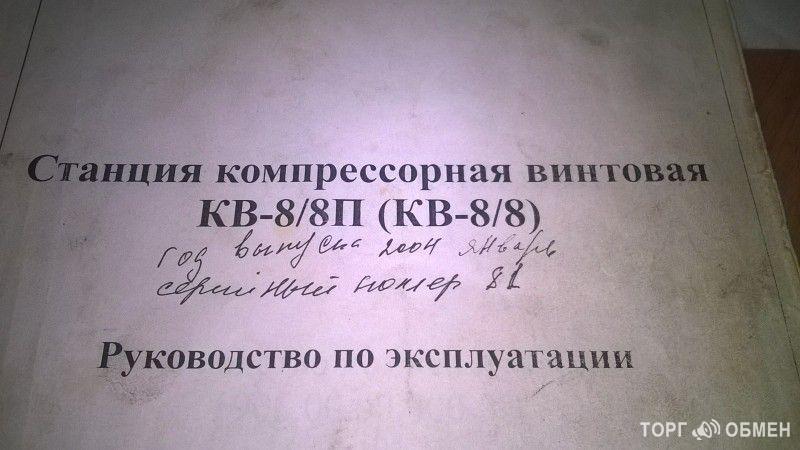 Станция компрессорная винтовая
КВ-8/8П (КВ-8/8)
год выпуска 2004 январь
серийный номер 81
Руководство по эксплуатации
ТОРГ ОБМЕН